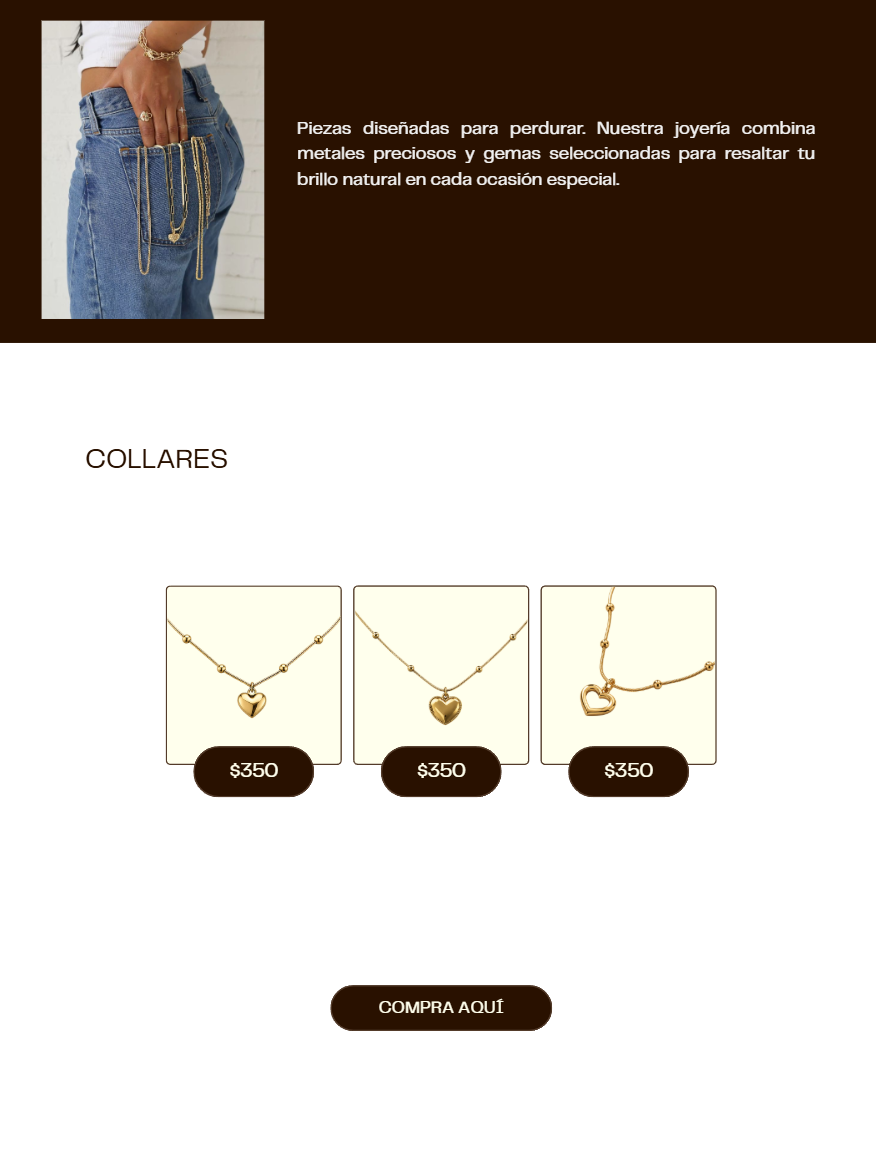 Piezas diseñadas para perdurar. Nuestra joyería combina
metales preciosos y gemas seleccionadas para resaltar tu
brillo natural en cada ocasión especial.
COLLARES
$350
$350
$350
COMPRA AQUÍ